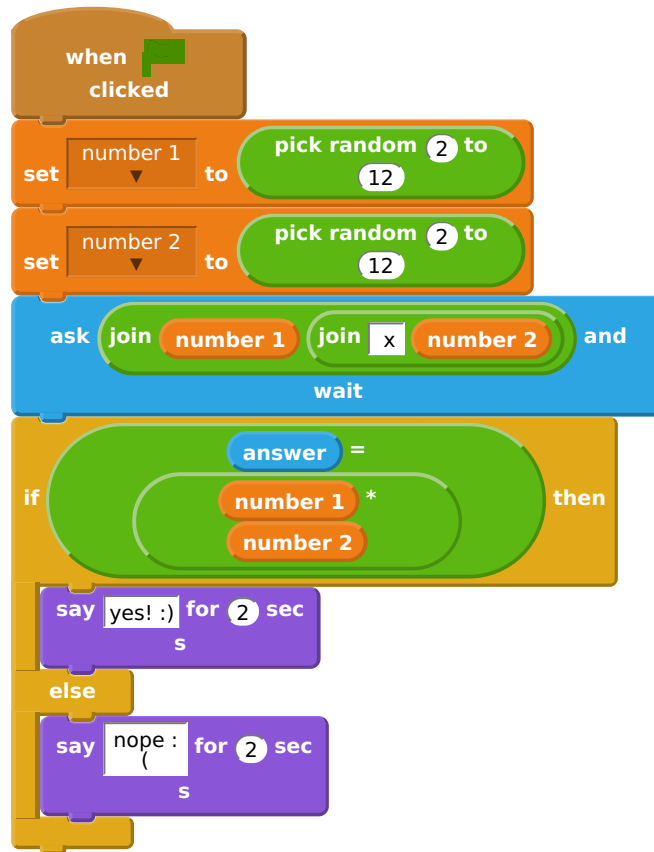 when
clicked
set number 1 ▼ to pick random 2 to 12
set number 2 ▼ to pick random 2 to 12
ask join number 1 join x number 2 and
wait
if answer =
number 1 *
number 2 then
say yes! :) for 2 sec
s
else
say nope :
( for 2 sec
s